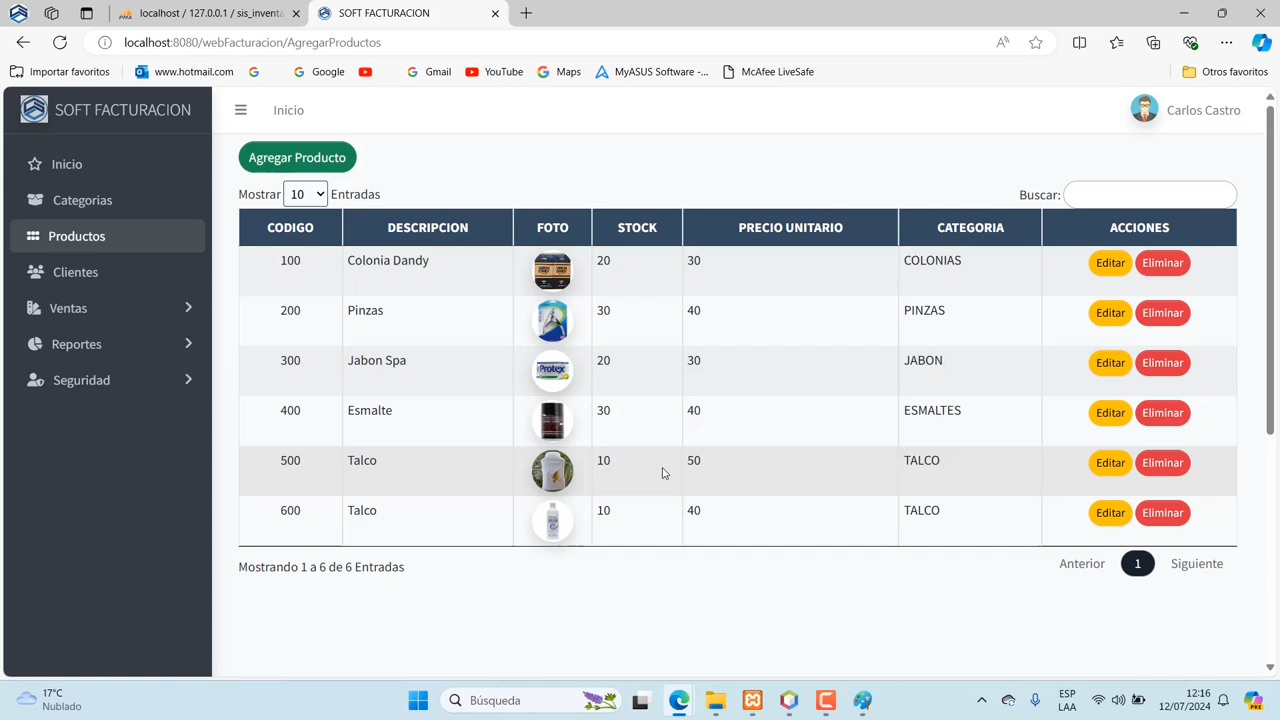 localhost / 127.0.0.1 / sis_inventa
SOFT FACTURACION
localhost:8080/webFacturacion/AgregarProductos
Importar favoritos
www.hotmail.com
Google
Gmail
YouTube
Maps
MyASUS Software -...
McAfee LiveSafe
Otros favoritos
SOFT FACTURACION
Inicio
Carlos Castro
Inicio
Categorias
Productos
Clientes
Ventas
Reportes
Seguridad
Agregar Producto
Mostrar 10 Entradas
Buscar:
CODIGO DESCRIPCION FOTO STOCK PRECIO UNITARIO CATEGORIA ACCIONES
100 Colonia Dandy 20 30 COLONIAS Editar Eliminar
200 Pinzas 30 40 PINZAS Editar Eliminar
300 Jabon Spa Protex 20 30 JABON Editar Eliminar
400 Esmalte 30 40 ESMALTES Editar Eliminar
500 Talco 10 50 TALCO Editar Eliminar
600 Talco 10 40 TALCO Editar Eliminar
Mostrando 1 a 6 de 6 Entradas
Anterior 1 Siguiente
17°C
Nublado
Búsqueda
ESP
LAA
12:16
12/07/2024